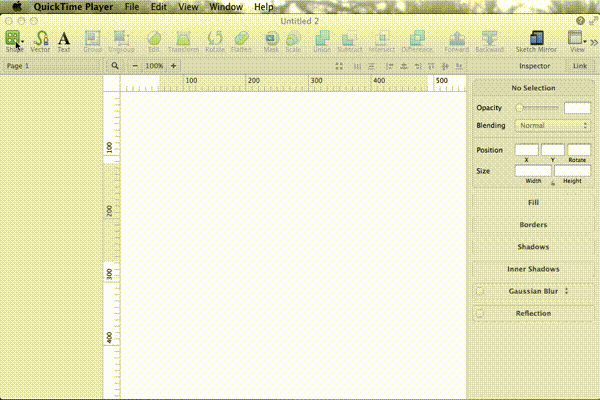 QuickTime Player File Edit View Window Help
Untitled 2
Shape Vector Text Group Ungroup Edit Transform Rotate Flatten Mask Scale Union Subtract Intersect Difference Forward Backward Sketch Mirror View
Page 1 100% Inspector Link
100 200 300 400 500
No Selection
Opacity
Blending Normal
Position
X Y Rotate
Size
Width Height
Fill
Borders
Shadows
Inner Shadows
Gaussian Blur
Reflection
100
200
300
400